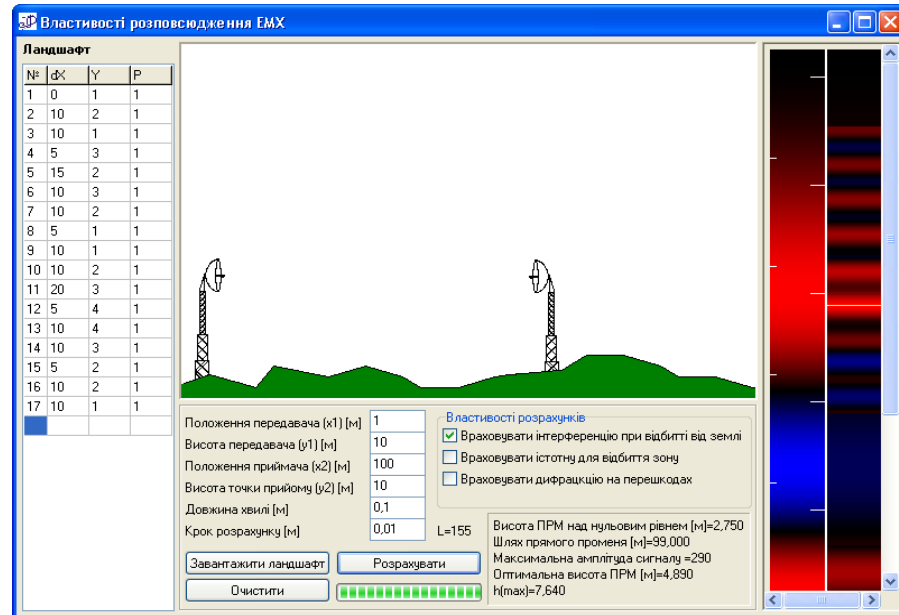 Властивості розповсюдження ЕМХ
Ландшафт
№ dX Y P
1 0 1 1
2 10 2 1
3 10 1 1
4 5 3 1
5 15 2 1
6 10 3 1
7 10 2 1
8 5 1 1
9 10 1 1
10 10 2 1
11 20 3 1
12 5 4 1
13 10 4 1
14 10 3 1
15 5 2 1
16 10 2 1
17 10 1 1
Положення передавача (x1) [м] 1
Висота передавача (y1) [м] 10
Положення приймача (x2) [м] 100
Висота точки прийому (y2) [м] 10
Довжина хвилі [м] 0,1
Крок розрахунку [м] 0,01
L=155
Завантажити ландшафт
Розрахувати
Очистити
Властивості розрахунків
Враховувати інтерференцію при відбитті від землі
Враховувати істотну для відбиття зону
Враховувати дифракцкію на перешкодах
Висота ПРМ над нульовим рівнем [м]=2,750
Шлях прямого променя [м]=99,000
Максимальна амплітуда сигналу =290
Оптимальна висота ПРМ [м]=4,890
h(max)=7,640